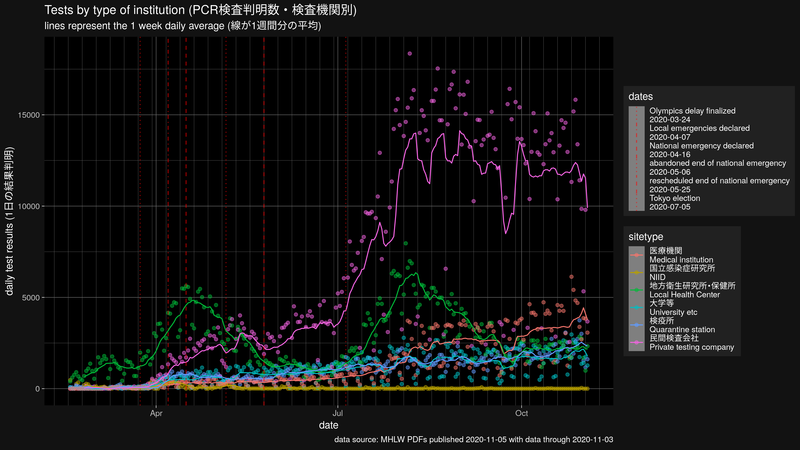 Tests by type of institution (PCR検査判明数・検査機関別)
lines represent the 1 week daily average (線が1週間分の平均)
daily test results (1日の結果判明)
15000
10000
5000
0
Apr
Jul
Oct
date
data source: MHLW PDFs published 2020-11-05 with data through 2020-11-03
dates
Olympics delay finalized
2020-03-24
Local emergencies declared
2020-04-07
National emergency declared
2020-04-16
abandoned end of national emergency
2020-05-06
rescheduled end of national emergency
2020-05-25
Tokyo election
2020-07-05
sitetype
医療機関
Medical institution
国立感染症研究所
NIID
地方衛生研究所・保健所
Local Health Center
大学等
University etc
検疫所
Quarantine station
民間検査会社
Private testing company